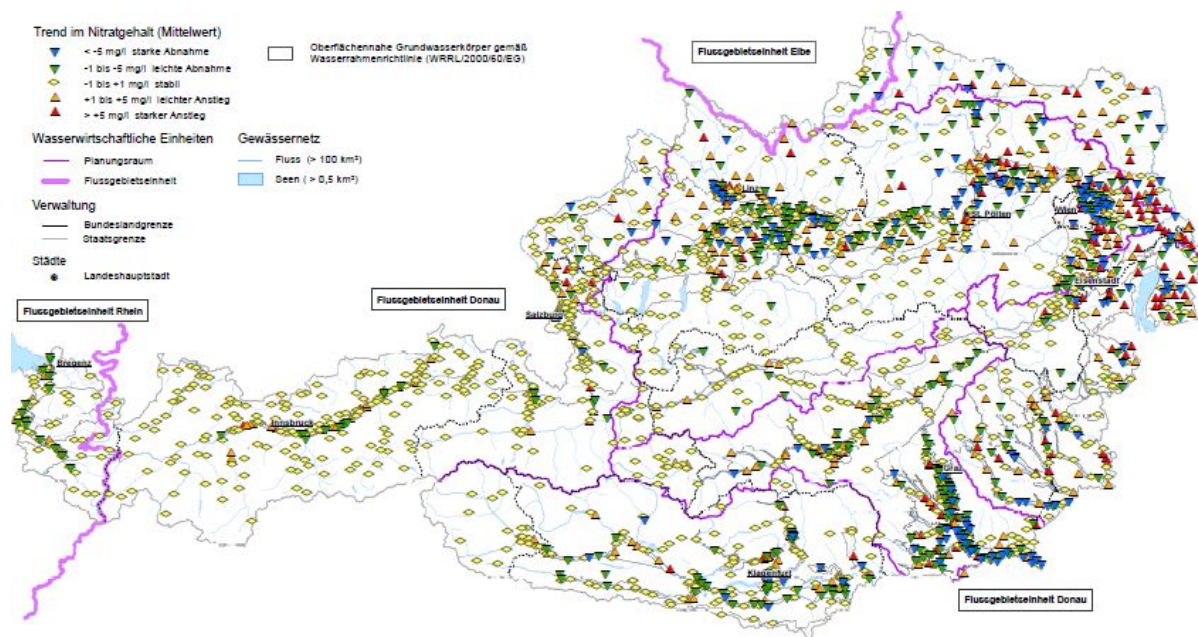 Trend im Nitratgehalt (Mittelwert)
< -5 mg/l starke Abnahme
-1 bis -5 mg/l leichte Abnahme
-1 bis +1 mg/l stabil
+1 bis +5 mg/l leichter Anstieg
> +5 mg/l starker Anstieg
Oberflächennahe Grundwasserkörper gemäß
Wasserrahmenrichtlinie (WRRL/2000/60/EG)
Wasserwirtschaftliche Einheiten
Planungsraum
Flussgebietseinheit
Gewässernetz
Fluss (> 100 km²)
Seen (> 0,5 km²)
Verwaltung
Bundeslandgrenze
Staatsgrenze
Städte
Landeshauptstadt
Flussgebietseinheit Elbe
Flussgebietseinheit Rhein
Flussgebietseinheit Donau
Linz
St. Pölten
Wien
Eisenstadt
Salzburg
Bregenz
Innsbruck
Graz
Klagenfurt
Flussgebietseinheit Donau